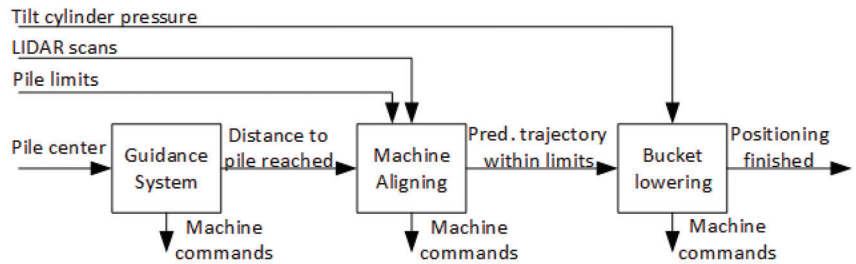 Tilt cylinder pressure
LIDAR scans
Pile limits
Pile center
Guidance
System
Distance to
pile reached
Machine
Aligning
Pred. trajectory
within limits
Bucket
lowering
Positioning
finished
Machine
commands
Machine
commands
Machine
commands